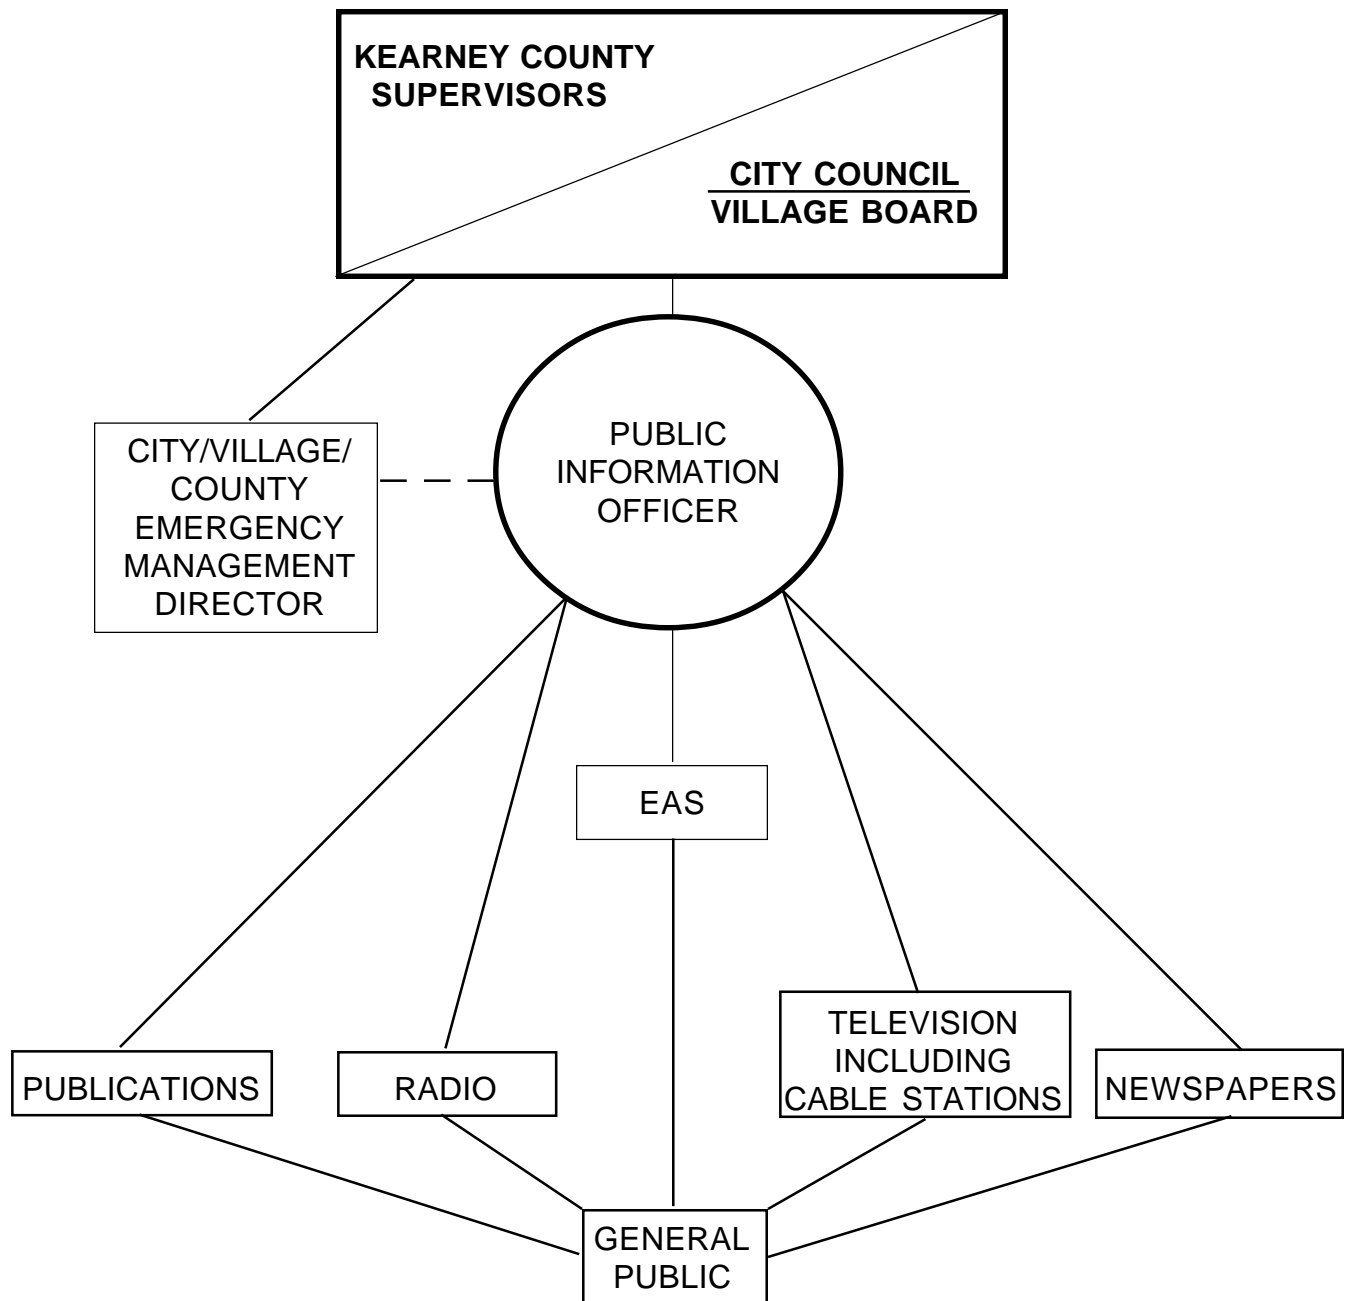 KEARNEY COUNTY
SUPERVISORS
CITY COUNCIL
VILLAGE BOARD
CITY/VILLAGE/
COUNTY
EMERGENCY
MANAGEMENT
DIRECTOR
PUBLIC
INFORMATION
OFFICER
EAS
PUBLICATIONS
RADIO
TELEVISION
INCLUDING
CABLE STATIONS
NEWSPAPERS
GENERAL
PUBLIC